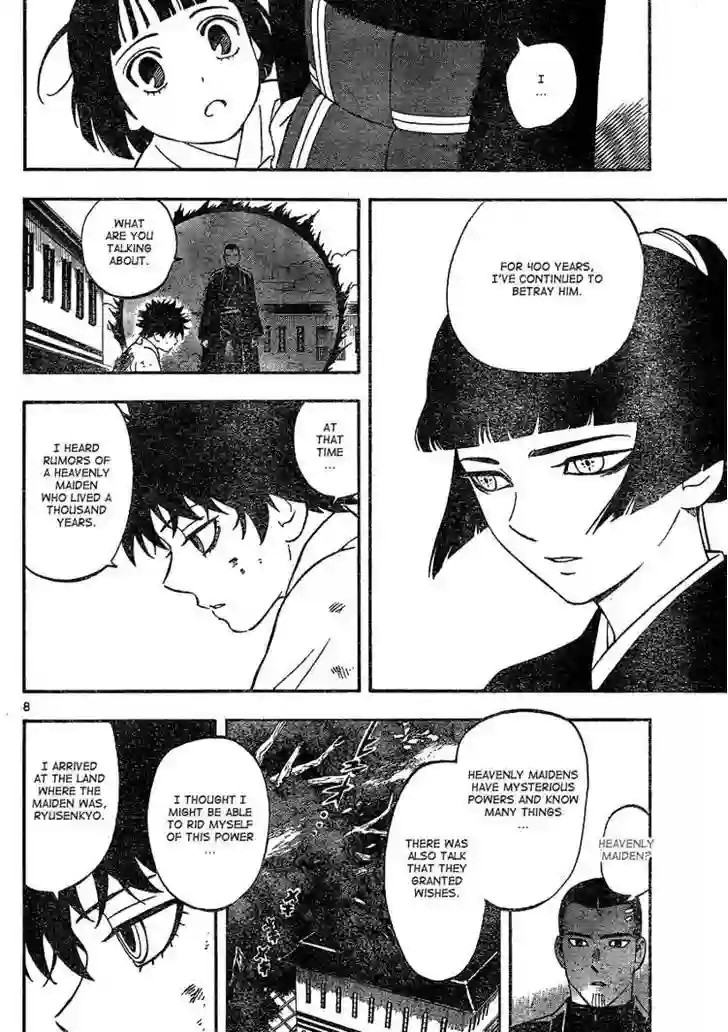 I
...
FOR 400 YEARS,
I'VE CONTINUED TO
BETRAY HIM.
WHAT
ARE YOU
TALKING
ABOUT.
AT
THAT
TIME
...
I HEARD
RUMORS OF
A HEAVENLY
MAIDEN
WHO LIVED A
THOUSAND
YEARS.
8
HEAVENLY
MAIDEN?
HEAVENLY MAIDENS
HAVE MYSTERIOUS
POWERS AND KNOW
MANY THINGS
...
THERE WAS
ALSO TALK
THAT THEY
GRANTED
WISHES.
I THOUGHT I
MIGHT BE ABLE
TO RID MYSELF
OF THIS POWER
...
I ARRIVED
AT THE LAND
WHERE THE
MAIDEN WAS,
RYUSENKYO.